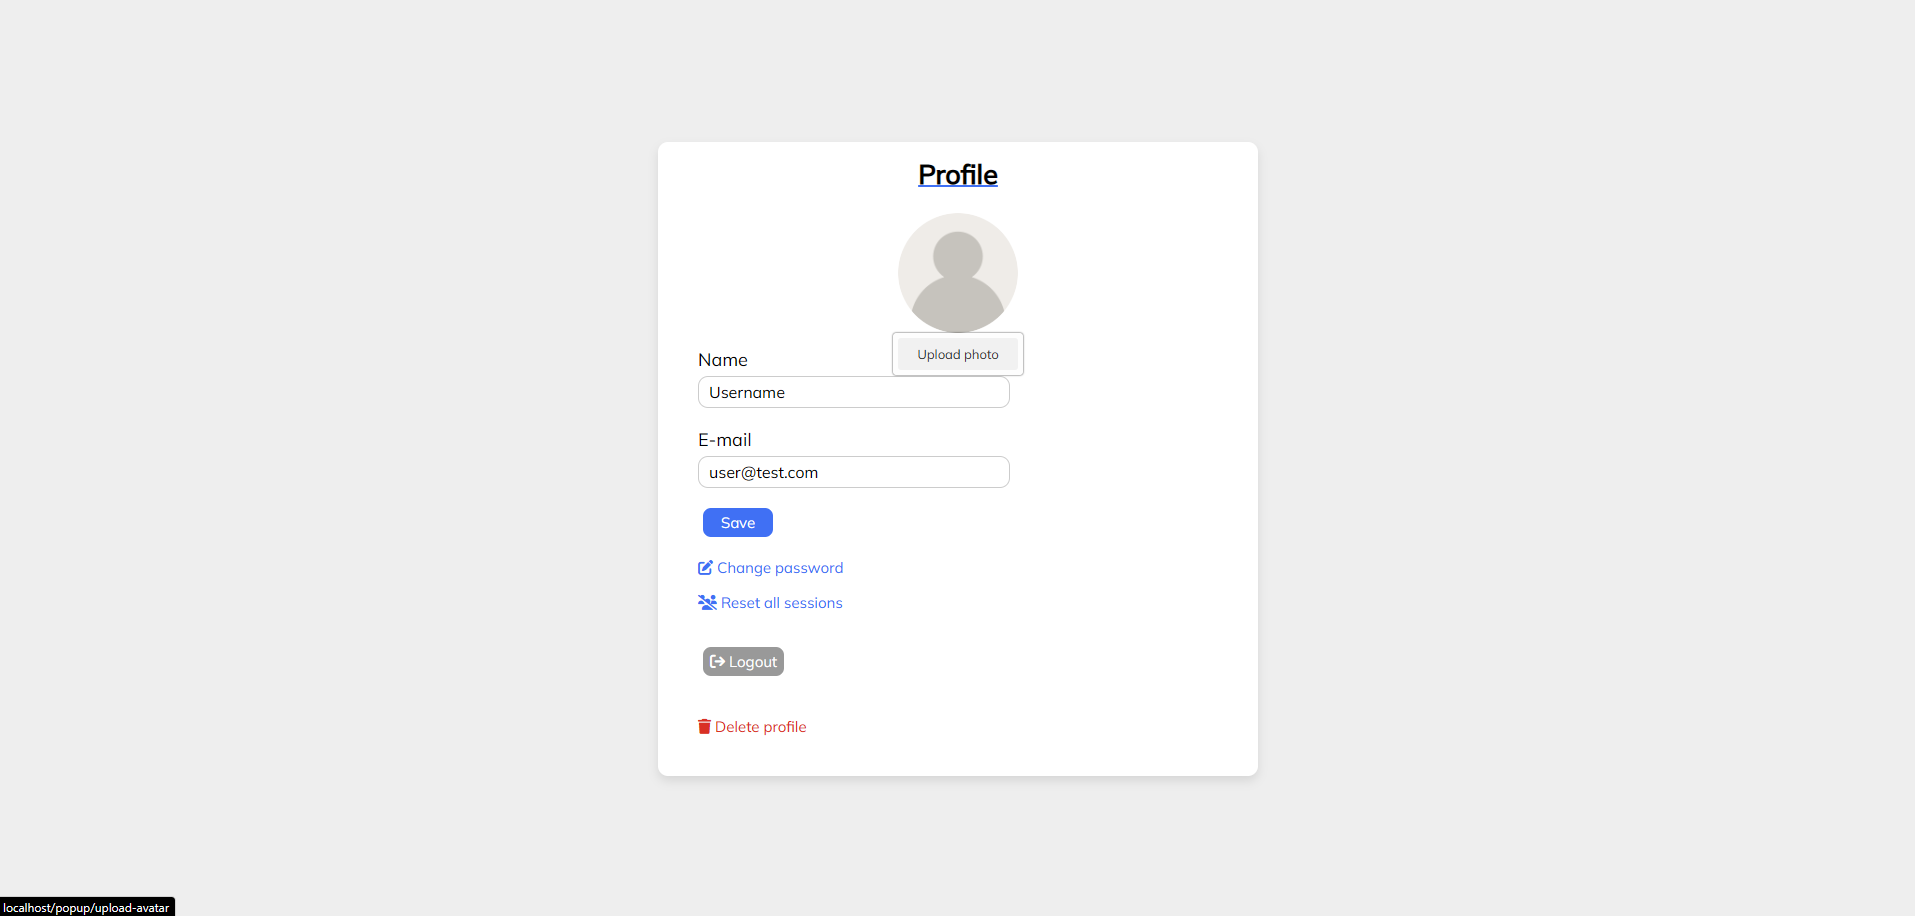 Profile
Upload photo
Name
Username
E-mail
user@test.com
Save
Change password
Reset all sessions
Logout
Delete profile
localhost/popup/upload-avatar